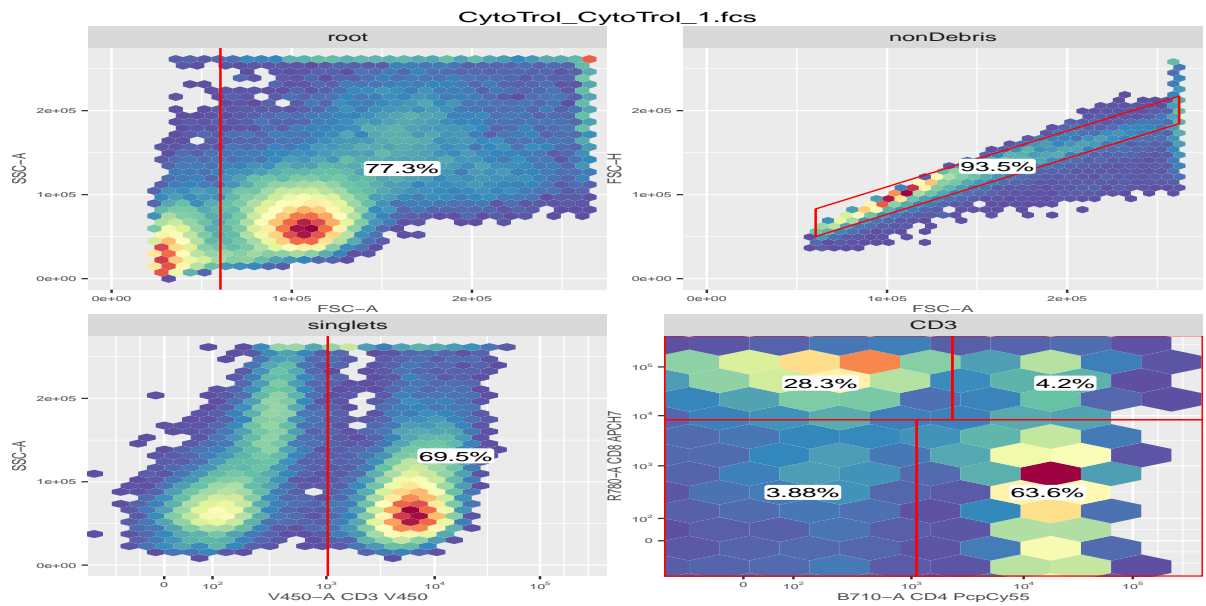 CytoTrol_CytoTrol_1.fcs
root
SSC-A
2e+05
1e+05
0e+00
77.3%
0e+00 1e+05 2e+05
FSC-A
nonDebris
FSC-H
2e+05
1e+05
0e+00
93.5%
0e+00 1e+05 2e+05
FSC-A
singlets
SSC-A
2e+05
1e+05
0e+00
69.5%
0 10² 10³ 10⁴ 10⁵
V450-A CD3 V450
CD3
R780-A CD8 APCH7
10⁵
10⁴
10³
10²
0
28.3% 4.2%
3.88% 63.6%
0 10² 10³ 10⁴ 10⁵
B710-A CD4 PcpCy55